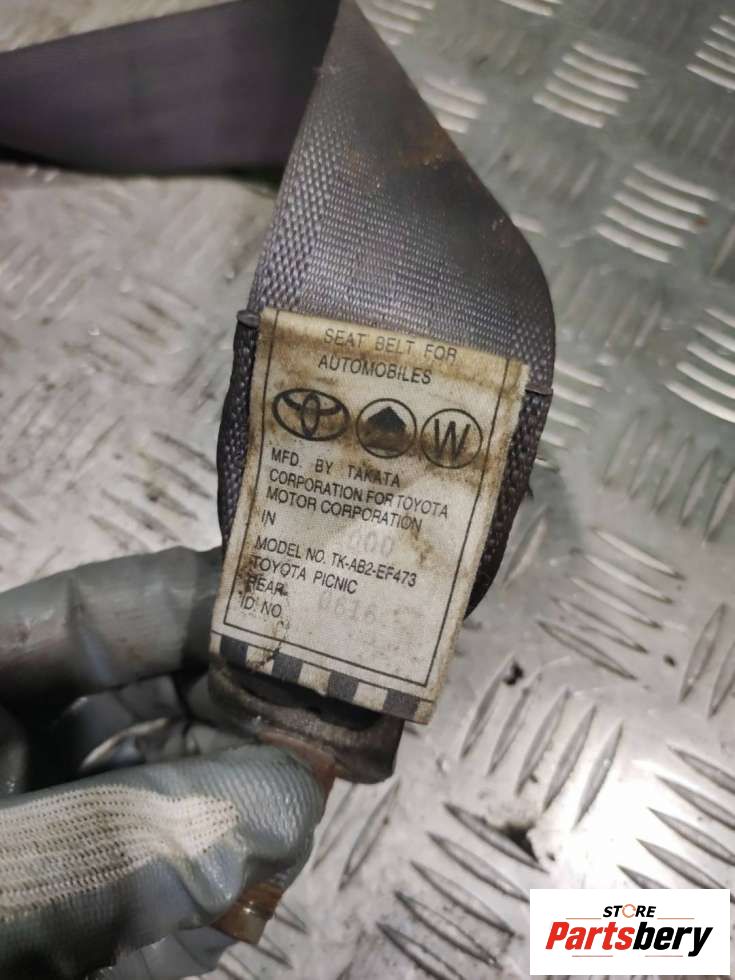 SEAT BELT FOR
AUTOMOBILES
W
MFD. BY TAKATA
CORPORATION FOR TOYOTA
MOTOR CORPORATION
IN
MODEL NO. TK-AB2-EF473
TOYOTA PICNIC
REAR
ID. NO. 0616
STORE
Partsbery